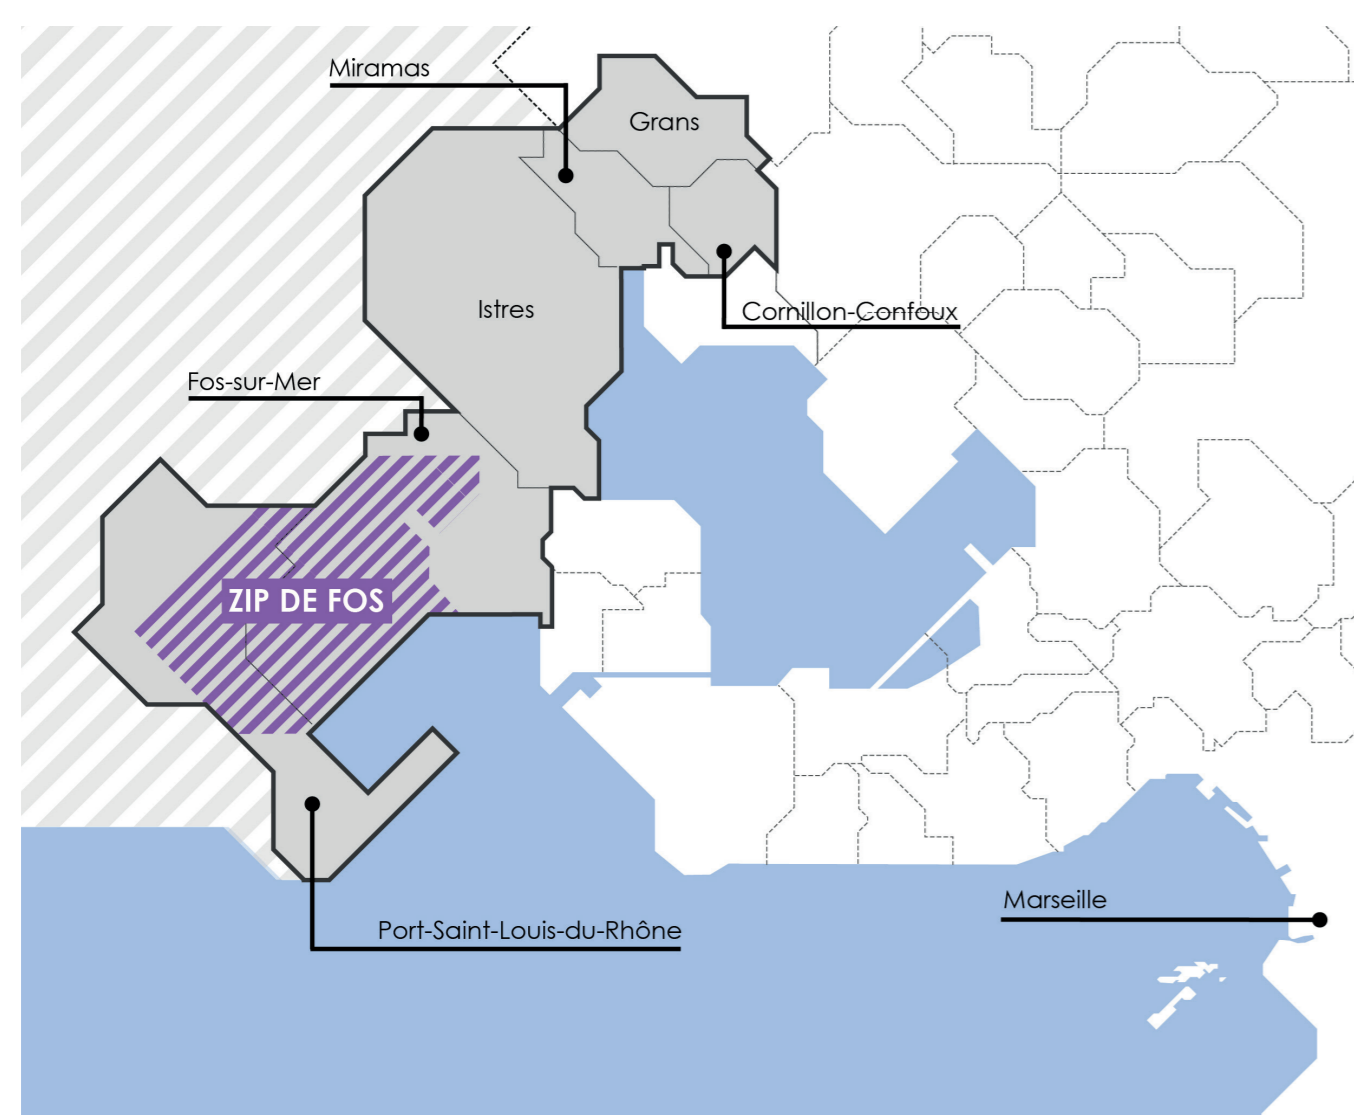 Miramas
Grans
Istres
Cornillon-Confoux
Fos-sur-Mer
ZIP DE FOS
Marseille
Port-Saint-Louis-du-Rhône